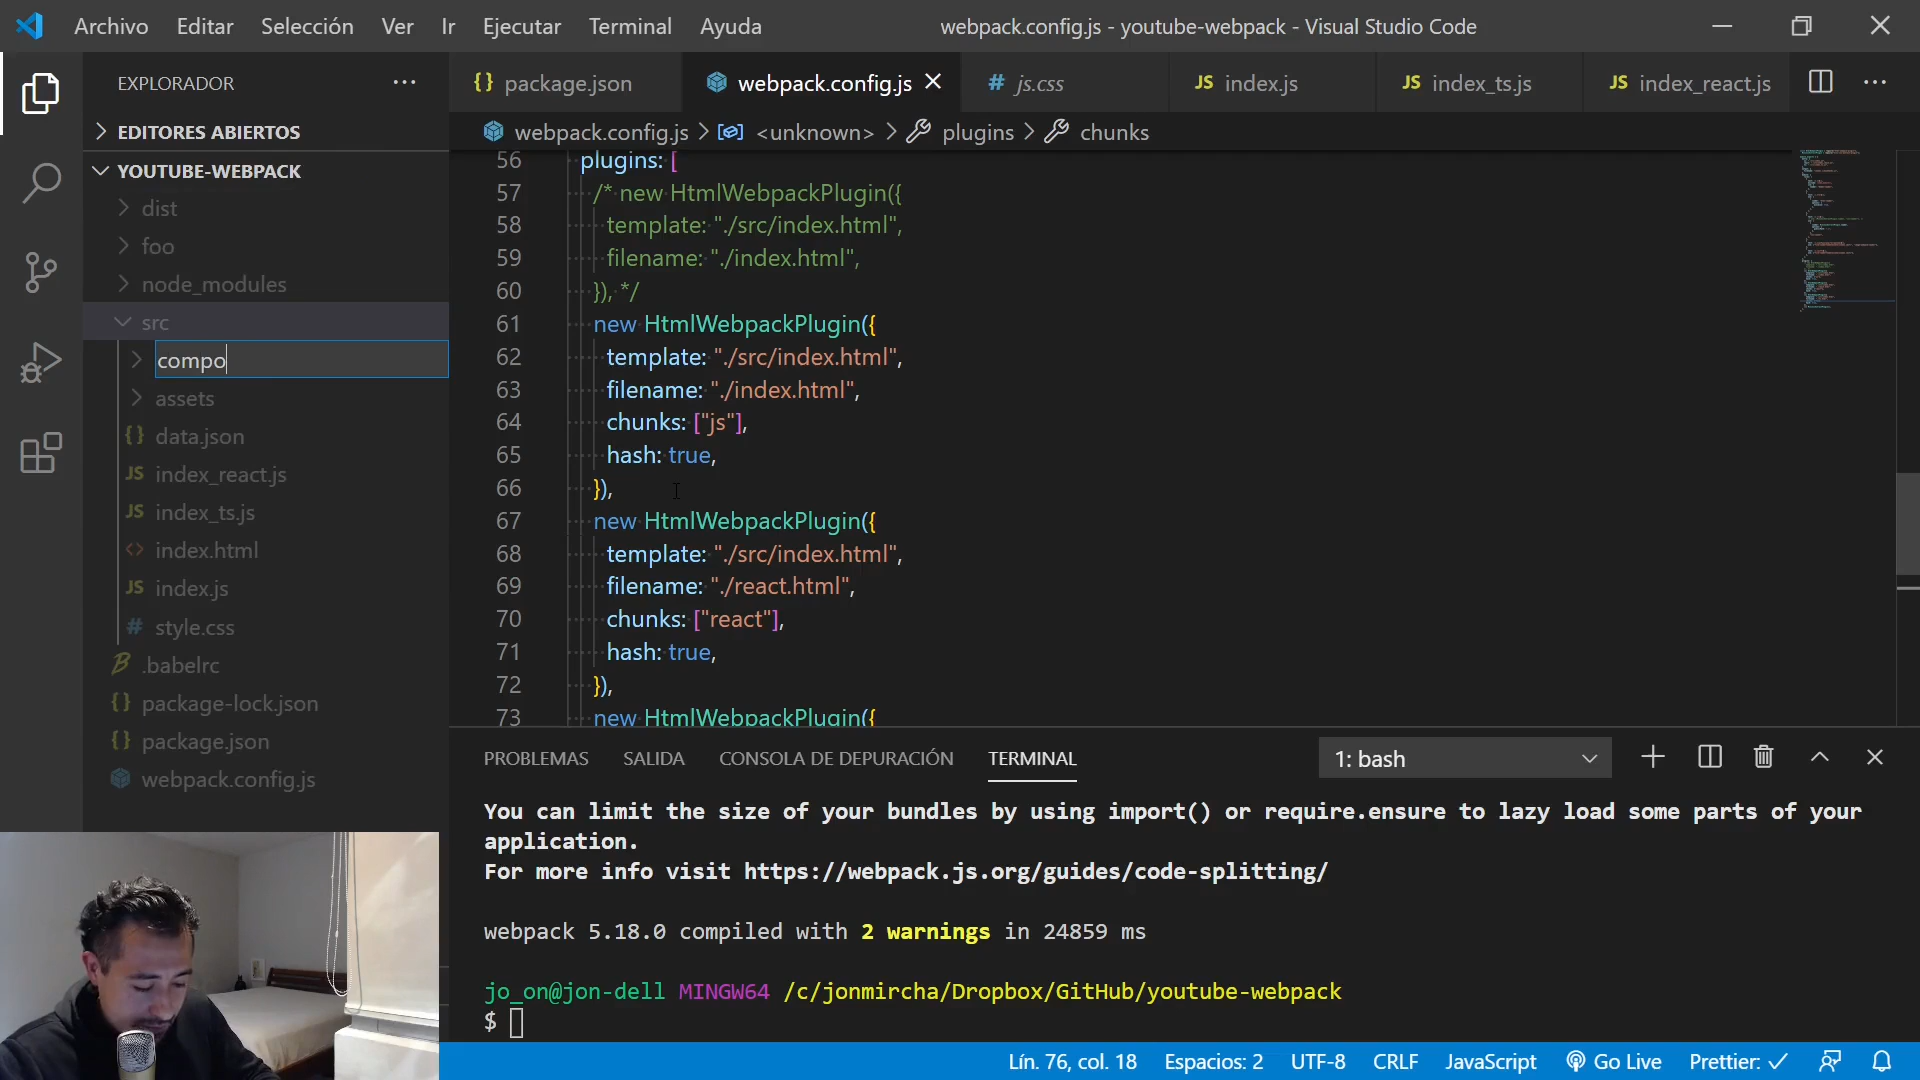 Archivo Editar Selección Ver Ir Ejecutar Terminal Ayuda webpack.config.js - youtube-webpack - Visual Studio Code
EXPLORADOR
EDITORES ABIERTOS
YOUTUBE-WEBPACK
dist
foo
node_modules
src
compo
assets
data.json
index_react.js
index_ts.js
index.html
index.js
style.css
.babelrc
package-lock.json
package.json
webpack.config.js
package.json webpack.config.js js.css index.js index_ts.js index_react.js
webpack.config.js > <unknown> > plugins > chunks
56 plugins: [
57 /* new HtmlWebpackPlugin({
58 template: "./src/index.html",
59 filename: "./index.html",
60 }), */
61 new HtmlWebpackPlugin({
62 template: "./src/index.html",
63 filename: "./index.html",
64 chunks: ["js"],
65 hash: true,
66 }),
67 new HtmlWebpackPlugin({
68 template: "./src/index.html",
69 filename: "./react.html",
70 chunks: ["react"],
71 hash: true,
72 }),
73 new HtmlWebpackPlugin({
PROBLEMAS SALIDA CONSOLA DE DEPURACIÓN TERMINAL 1: bash
You can limit the size of your bundles by using import() or require.ensure to lazy load some parts of your
application.
For more info visit https://webpack.js.org/guides/code-splitting/
webpack 5.18.0 compiled with 2 warnings in 24859 ms
jo_on@jon-dell MINGW64 /c/jonmircha/Dropbox/GitHub/youtube-webpack
$
Lín. 76, col. 18 Espacios: 2 UTF-8 CRLF JavaScript Go Live Prettier: ✓